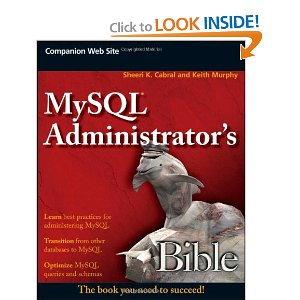 Click to LOOK INSIDE!
Companion Web Site
Sheeri K. Cabral and Keith Murphy
MySQL®
Administrator's
Learn best practices for
administering MySQL
Transition from other
databases to MySQL
Optimize MySQL
queries and schemas
Bible
The book you need to succeed!